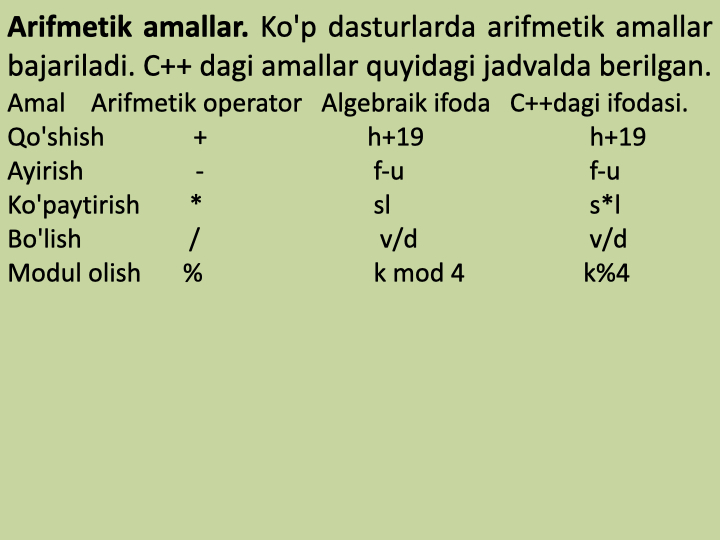 Arifmetik amallar. Ko'p dasturlarda arifmetik amallar
bajariladi. C++ dagi amallar quyidagi jadvalda berilgan.
Amal Arifmetik operator Algebraik ifoda C++dagi ifodasi.
Qo'shish + h+19 h+19
Ayirish - f-u f-u
Ko'paytirish * sl s*l
Bo'lish / v/d v/d
Modul olish % k mod 4 k%4